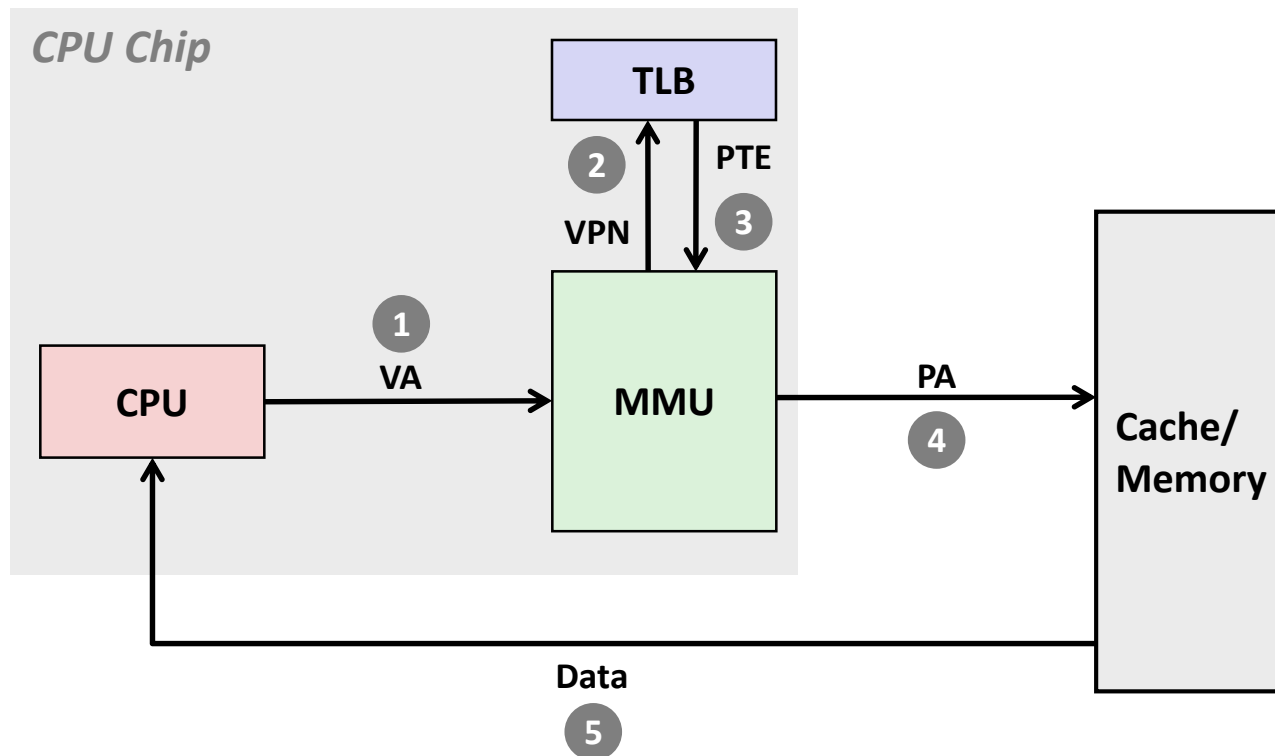 CPU Chip
TLB
2
PTE
VPN
3
1
VA
CPU
MMU
PA
4
Cache/
Memory
Data
5